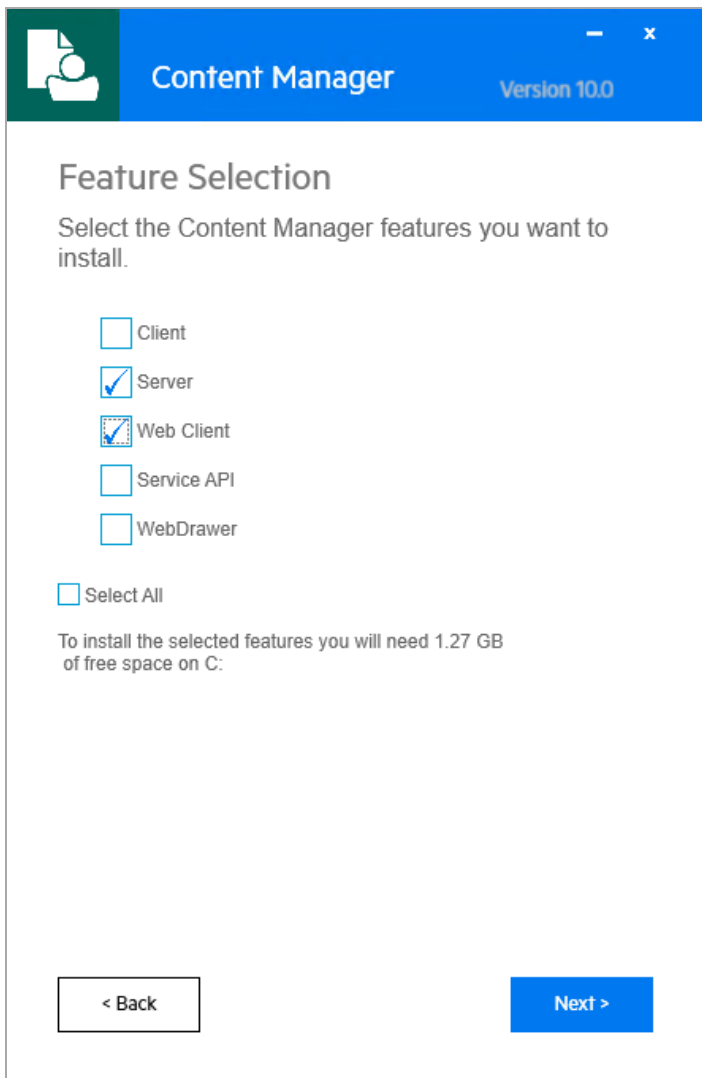 Content Manager
Version 10.0
Feature Selection
Select the Content Manager features you want to
install.
Client
Server
Web Client
Service API
WebDrawer
Select All
To install the selected features you will need 1.27 GB
of free space on C:
< Back
Next >